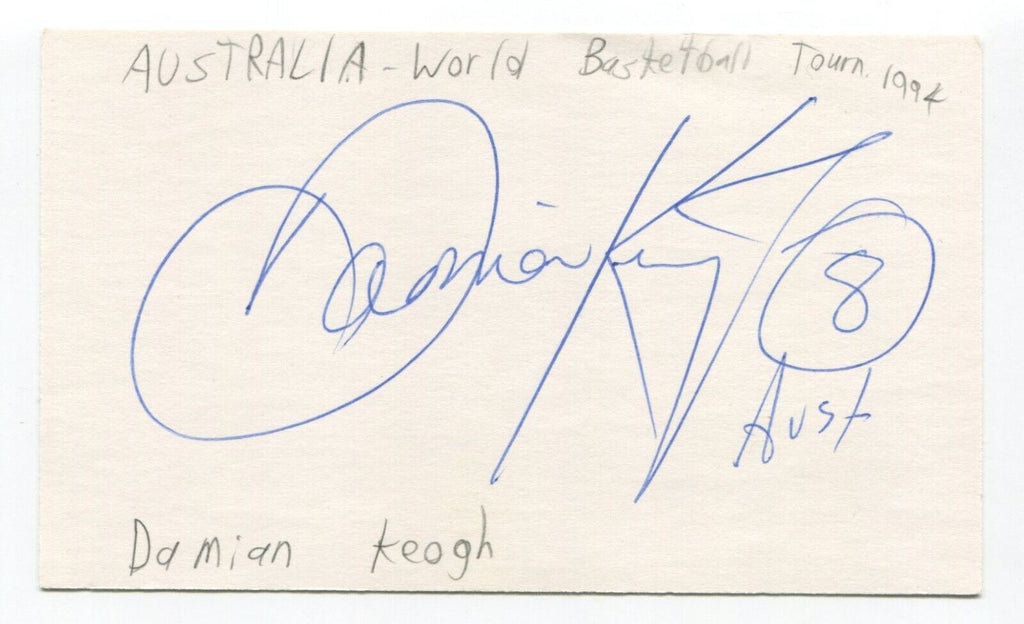 AUSTRALIA - World Basketball Tourn. 1994
Damian Keogh
8
Aust
Damian Keogh